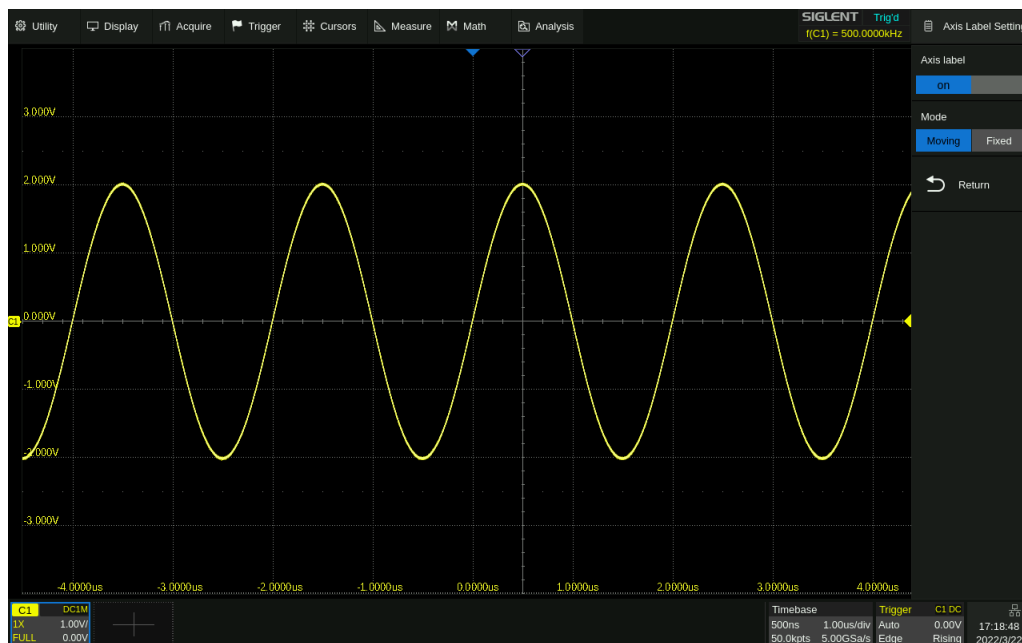 Utility Display Acquire Trigger Cursors Measure Math Analysis
SIGLENT Trig'd
f(C1) = 500.0000kHz
Axis Label Setting
Axis label
on
Mode
Moving Fixed
Return
3.000V
2.000V
1.000V
C1 0.000V
-1.000V
-2.000V
-3.000V
-4.0000us -3.0000us -2.0000us -1.0000us 0.0000us 1.0000us 2.0000us 3.0000us 4.0000us
C1 DC1M
1X 1.00V/
FULL 0.00V
Timebase
500ns 1.00us/div
50.0kpts 5.00GSa/s
Trigger C1 DC
Auto 0.00V
Edge Rising
17:18:48